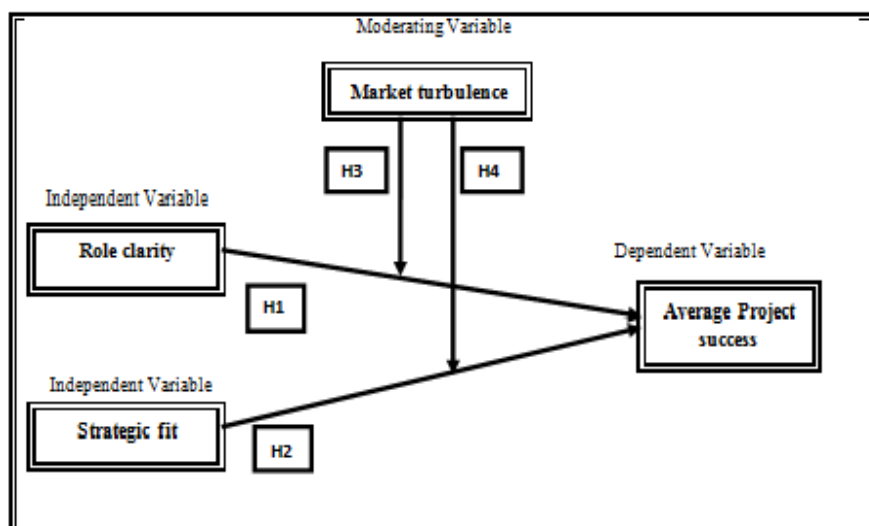 Moderating Variable
Market turbulence
H3
H4
Independent Variable
Role clarity
Dependent Variable
H1
Average Project
success
Independent Variable
Strategic fit
H2